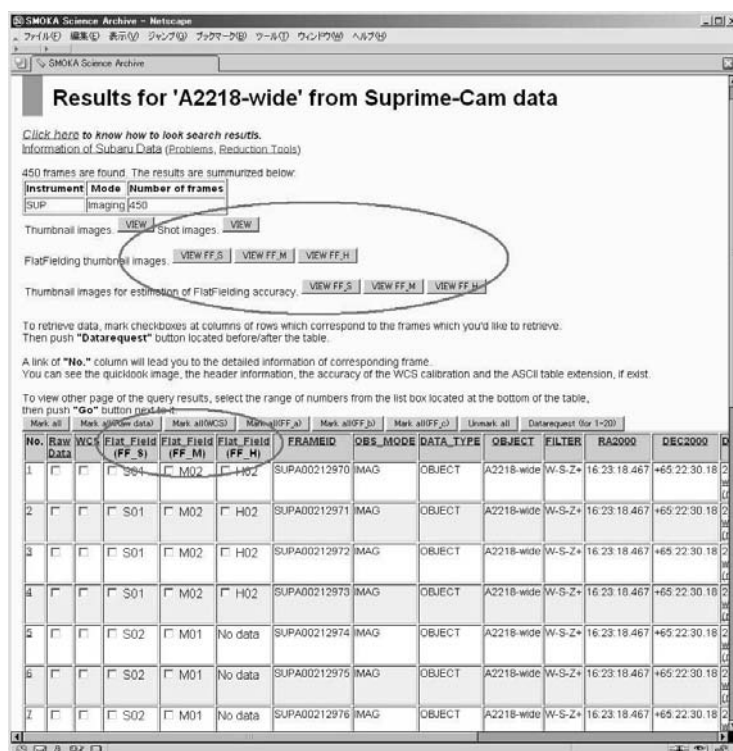 SMOKA Science Archive - Netscape
ファイル(F) 編集(E) 表示(V) ジャンプ(G) ブックマーク(B) ツール(T) ウィンドウ(W) ヘルプ(H)
SMOKA Science Archive
Results for 'A2218-wide' from Suprime-Cam data
Click here to know how to look search resutls.
Information of Subaru Data (Problems, Reduction Tools)
450 frames are found. The results are summurized below.
Instrument Mode Number of frames
SUP Imaging 450
Thumbnail images. VIEW Shot images. VIEW
FlatFielding thumbnail images. VIEW FF_S VIEW FF_M VIEW FF_H
Thumbnail images for estimation of FlatFielding accuracy. VIEW FF_S VIEW FF_M VIEW FF_H
To retrieve data, mark checkboxes at columns of rows which correspond to the frames which you'd like to retrieve.
Then push "Datarequest" button located before/after the table.
A link of "No." column will lead you to the detailed information of corresponding frame.
You can see the quicklook image, the header information, the accuracy of the WCS calibration and the ASCII table extension, if exist.
To view other page of the query results, select the range of numbers from the list box located at the bottom of the table,
then push "Go" button next to it.
Mark all Mark all(Raw data) Mark all(WCS) Mark all(FF_a) Mark all(FF_b) Mark all(FF_c) Unmark all Datarequest (for 1-20)
No. Raw Data WCS Flat_Field (FF_S) Flat_Field (FF_M) Flat_Field (FF_H) FRAMEID OBS_MODE DATA_TYPE OBJECT FILTER RA2000 DEC2000 D
1 S01 M02 H02 SUPA00212970 IMAG OBJECT A2218-wide W-S-Z+ 16:23:18.467 +65:22:30.18 2
2 S01 M02 H02 SUPA00212971 IMAG OBJECT A2218-wide W-S-Z+ 16:23:18.467 +65:22:30.18 2
3 S01 M02 H02 SUPA00212972 IMAG OBJECT A2218-wide W-S-Z+ 16:23:18.467 +65:22:30.18 2
4 S01 M02 H02 SUPA00212973 IMAG OBJECT A2218-wide W-S-Z+ 16:23:18.467 +65:22:30.18 2
5 S02 M01 No data SUPA00212974 IMAG OBJECT A2218-wide W-S-Z+ 16:23:18.467 +65:22:30.18 2
6 S02 M01 No data SUPA00212975 IMAG OBJECT A2218-wide W-S-Z+ 16:23:18.467 +65:22:30.18 2
7 S02 M01 No data SUPA00212976 IMAG OBJECT A2218-wide W-S-Z+ 16:23:18.467 +65:22:30.18 2